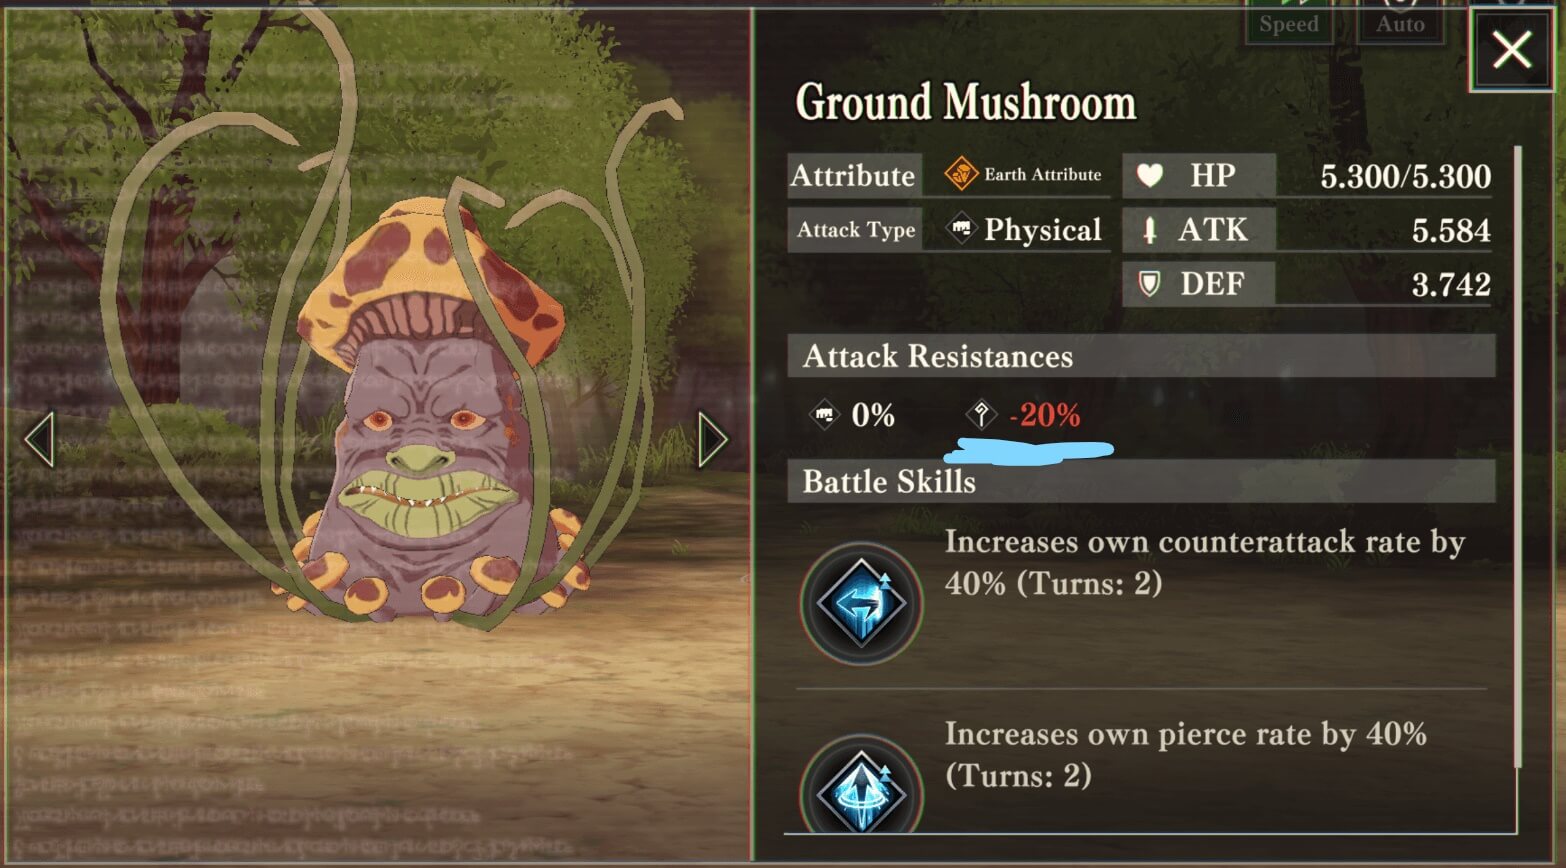 Speed
Auto
Ground Mushroom
Attribute
Earth Attribute
HP
5.300/5.300
Attack Type
Physical
ATK
5.584
DEF
3.742
Attack Resistances
0%
-20%
Battle Skills
Increases own counterattack rate by
40% (Turns: 2)
Increases own pierce rate by 40%
(Turns: 2)